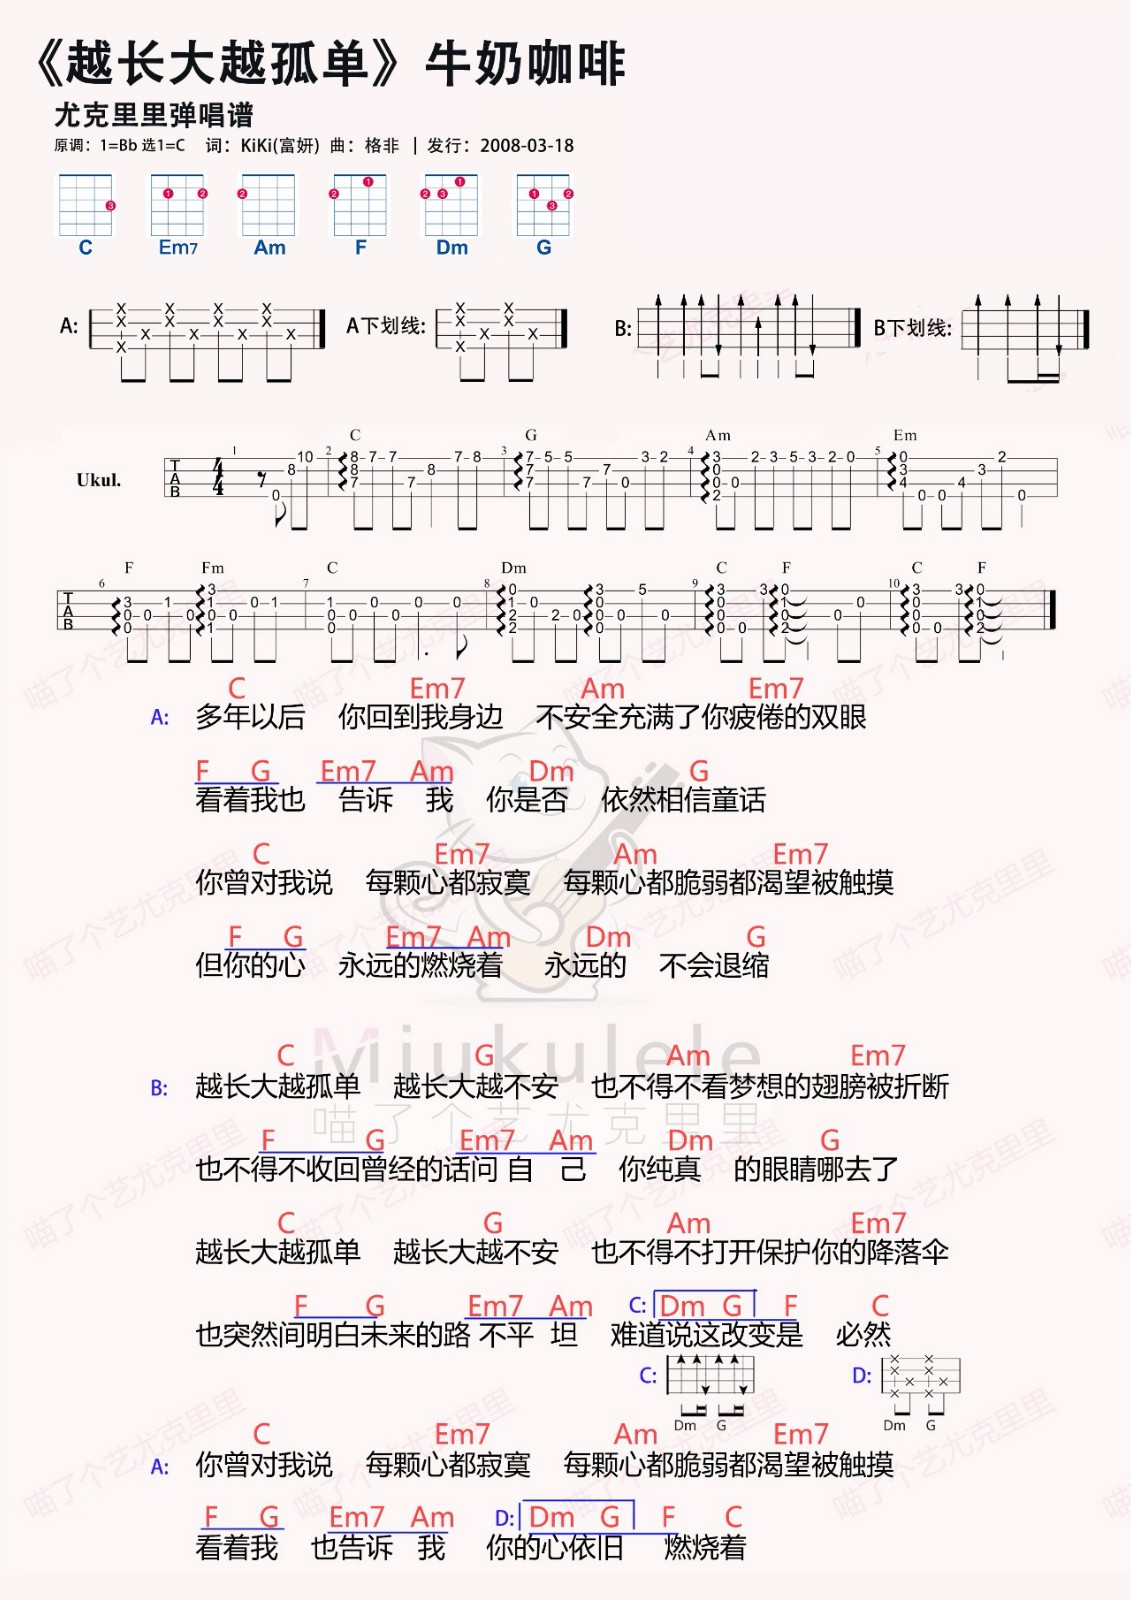 《越长大越孤单》牛奶咖啡
尤克里里弹唱谱
原调：1=Bb 选1=C 词：KiKi(富妍) 曲：格非 | 发行：2008-03-18
C Em7 Am F Dm G
A: A下划线: B: B下划线:
C G Am Em
Ukul.
F Fm C Dm C F C F
C Em7 Am Em7
A: 多年以后 你回到我身边 不安全充满了你疲倦的双眼
F G Em7 Am Dm G
看着我也 告诉 我 你是否 依然相信童话
C Em7 Am Em7
你曾对我说 每颗心都寂寞 每颗心都脆弱都渴望被触摸
F G Em7 Am Dm G
但你的心 永远的燃烧着 永远的 不会退缩
Miukulele
喵了个艺尤克里里
C G Am Em7
B: 越长大越孤单 越长大越不安 也不得不看梦想的翅膀被折断
F G Em7 Am Dm G
也不得不收回曾经的话问 自 己 你纯真 的眼睛哪去了
C G Am Em7
越长大越孤单 越长大越不安 也不得不打开保护你的降落伞
F G Em7 Am C: Dm G F C
也突然间明白未来的路 不平 坦 难道说这改变是 必然
C: D:
Dm G Dm G
C Em7 Am Em7
A: 你曾对我说 每颗心都寂寞 每颗心都脆弱都渴望被触摸
F G Em7 Am D: Dm G F C
看着我 也告诉 我 你的心依旧 燃烧着